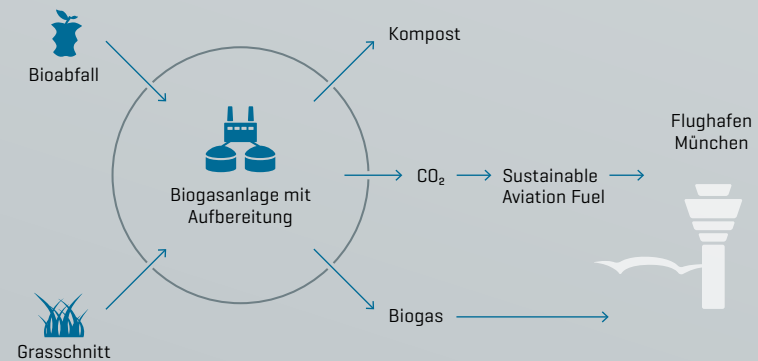 Bioabfall
Grasschnitt
Biogasanlage mit
Aufbereitung
Kompost
CO₂
Sustainable
Aviation Fuel
Biogas
Flughafen
München